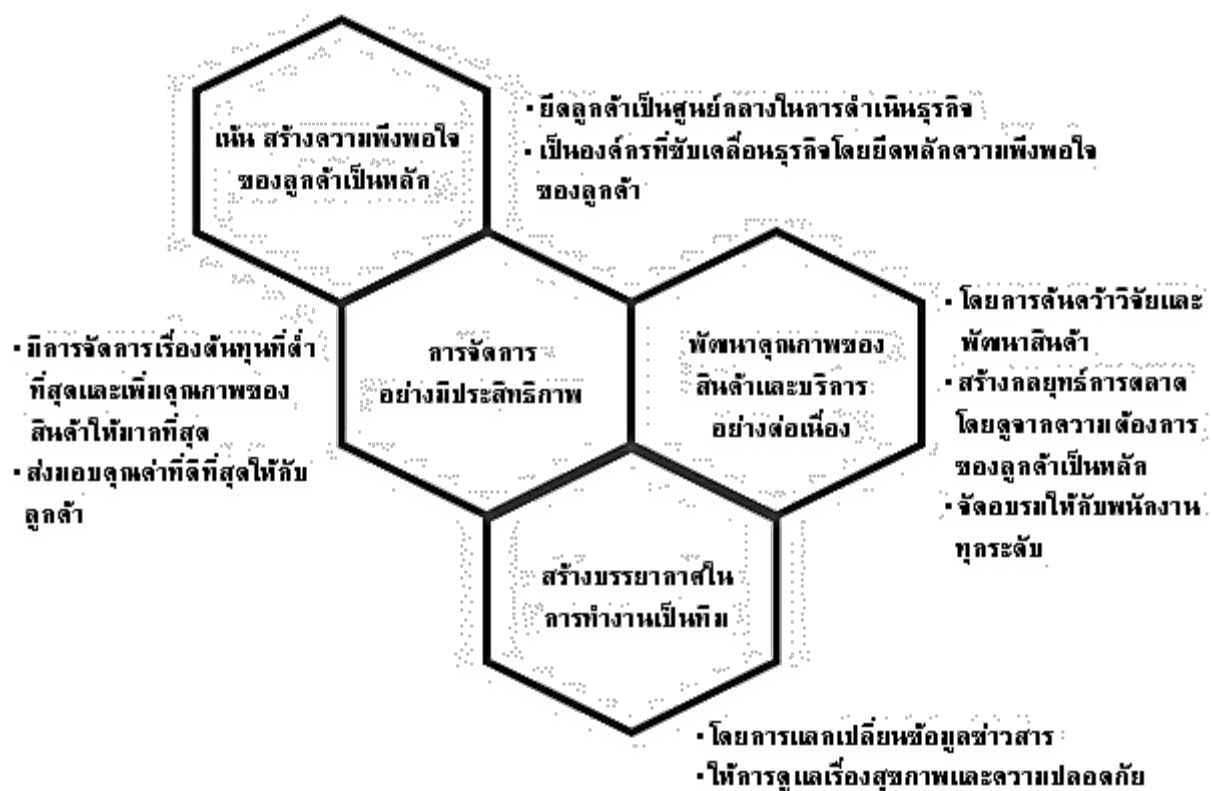 เน้น สร้างความพึงพอใจ
ของลูกค้าเป็นหลัก
▪ ยึดลูกค้าเป็นศูนย์กลางในการดำเนินธุรกิจ
▪ เป็นองค์กรที่ขับเคลื่อนธุรกิจโดยยึดหลักความพึงพอใจ
ของลูกค้า
▪ มีการจัดการเรื่องต้นทุนที่ต่ำ
ที่สุดและเพิ่มคุณภาพของ
สินค้าให้มากที่สุด
▪ ส่งมอบคุณค่าที่ดีที่สุดให้กับ
ลูกค้า
การจัดการ
อย่างมีประสิทธิภาพ
พัฒนาคุณภาพของ
สินค้าและบริการ
อย่างต่อเนื่อง
▪ โดยการค้นคว้าวิจัยและ
พัฒนาสินค้า
▪ สร้างกลยุทธ์การตลาด
โดยดูจากความต้องการ
ของลูกค้าเป็นหลัก
▪ จัดอบรมให้กับพนักงาน
ทุกระดับ
สร้างบรรยากาศใน
การทำงานเป็นทีม
▪ โดยการแลกเปลี่ยนข้อมูลข่าวสาร
▪ ให้การดูแลเรื่องสุขภาพและความปลอดภัย